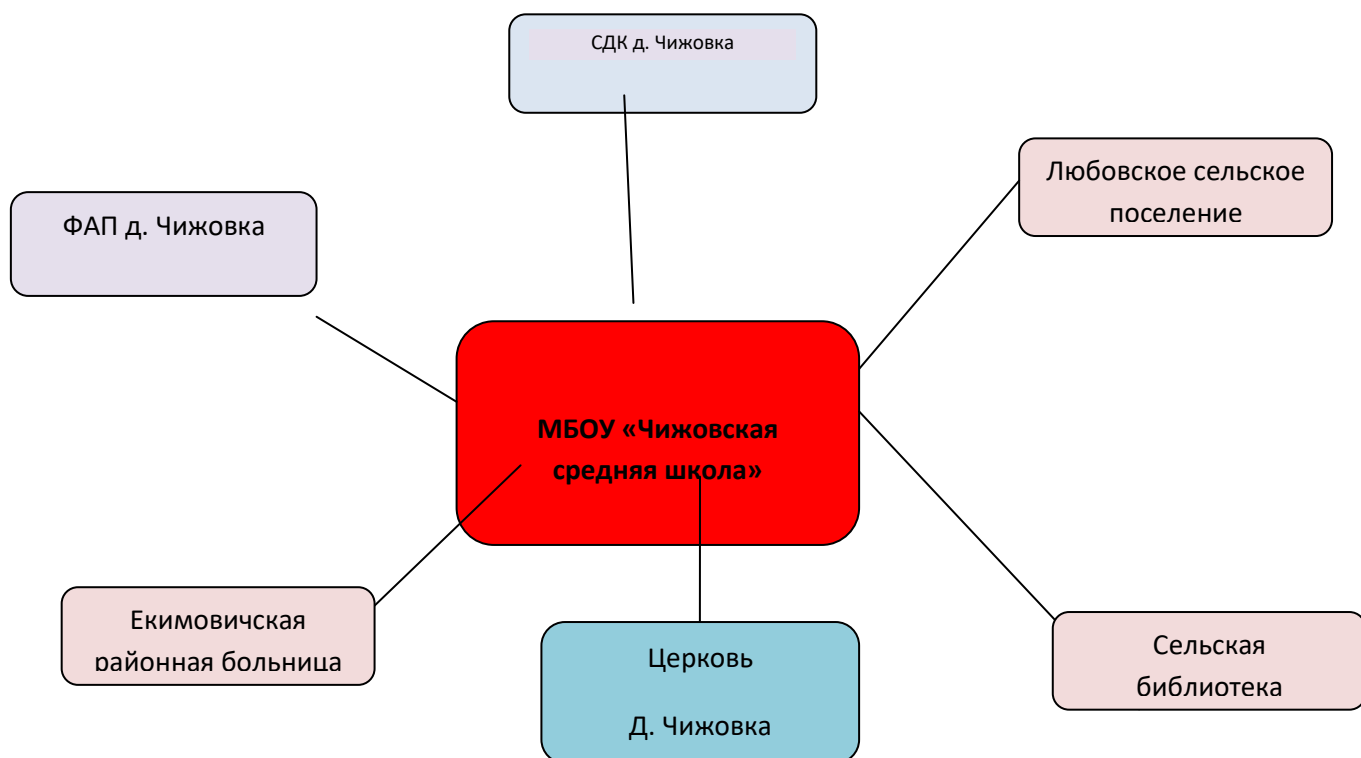 СДК д. Чижовка
Любовское сельское
поселение
ФАП д. Чижовка
МБОУ «Чижовская
средняя школа»
Екимовичская
районная больница
Церковь
Д. Чижовка
Сельская
библиотека